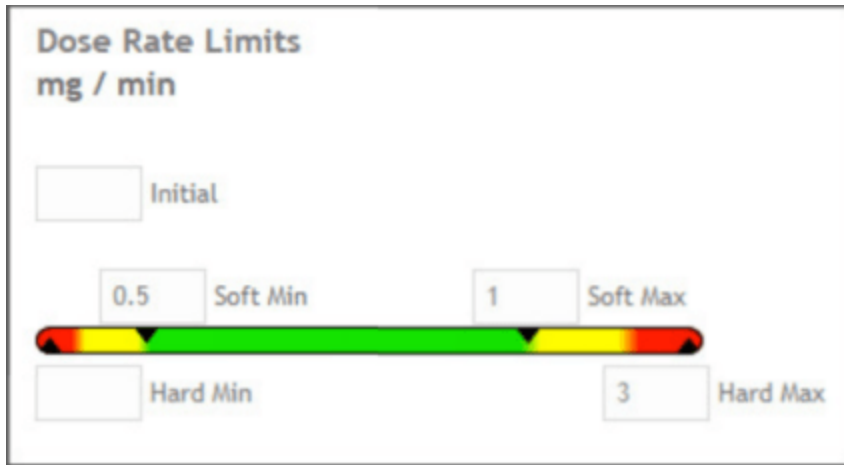 Dose Rate Limits
mg / min
Initial
0.5 Soft Min 1 Soft Max
Hard Min 3 Hard Max